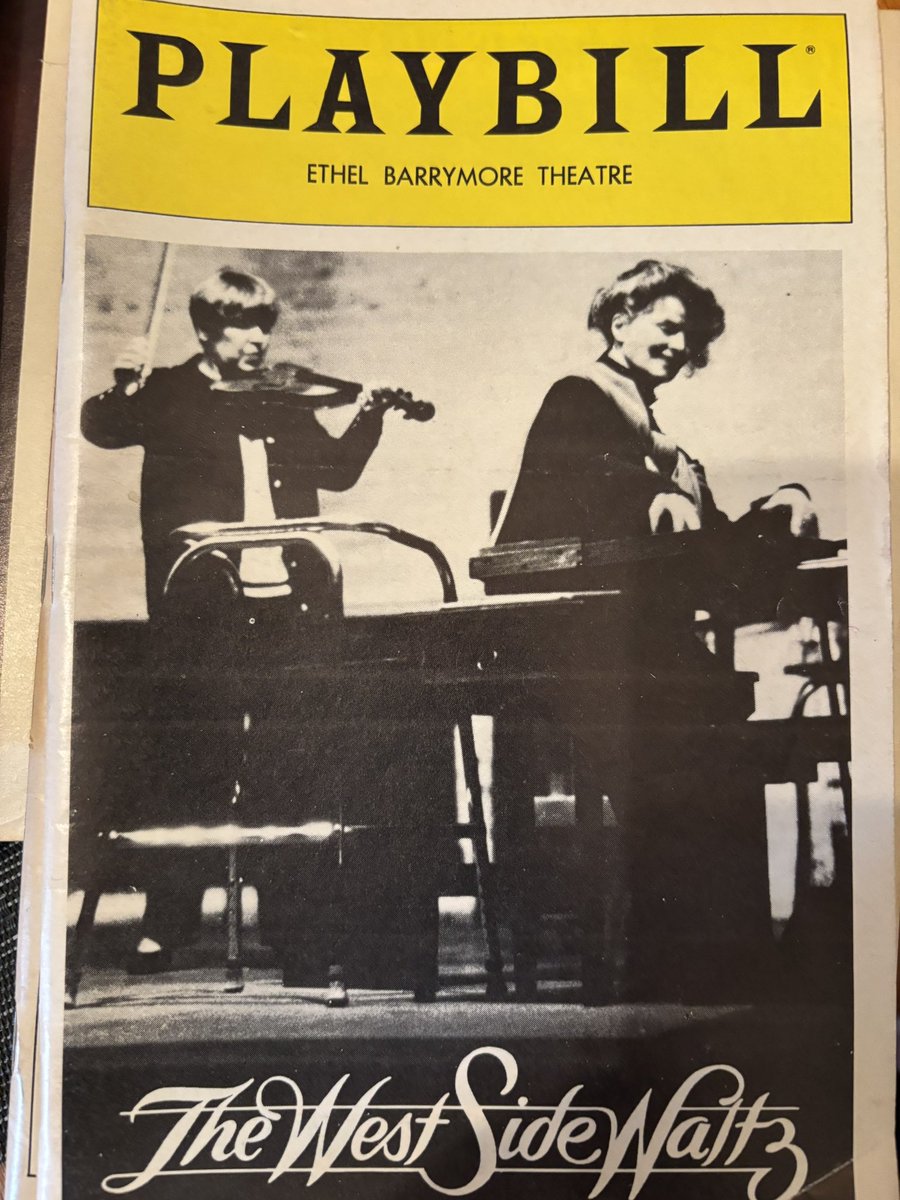 PLAYBILL®
ETHEL BARRYMORE THEATRE
The West Side Waltz